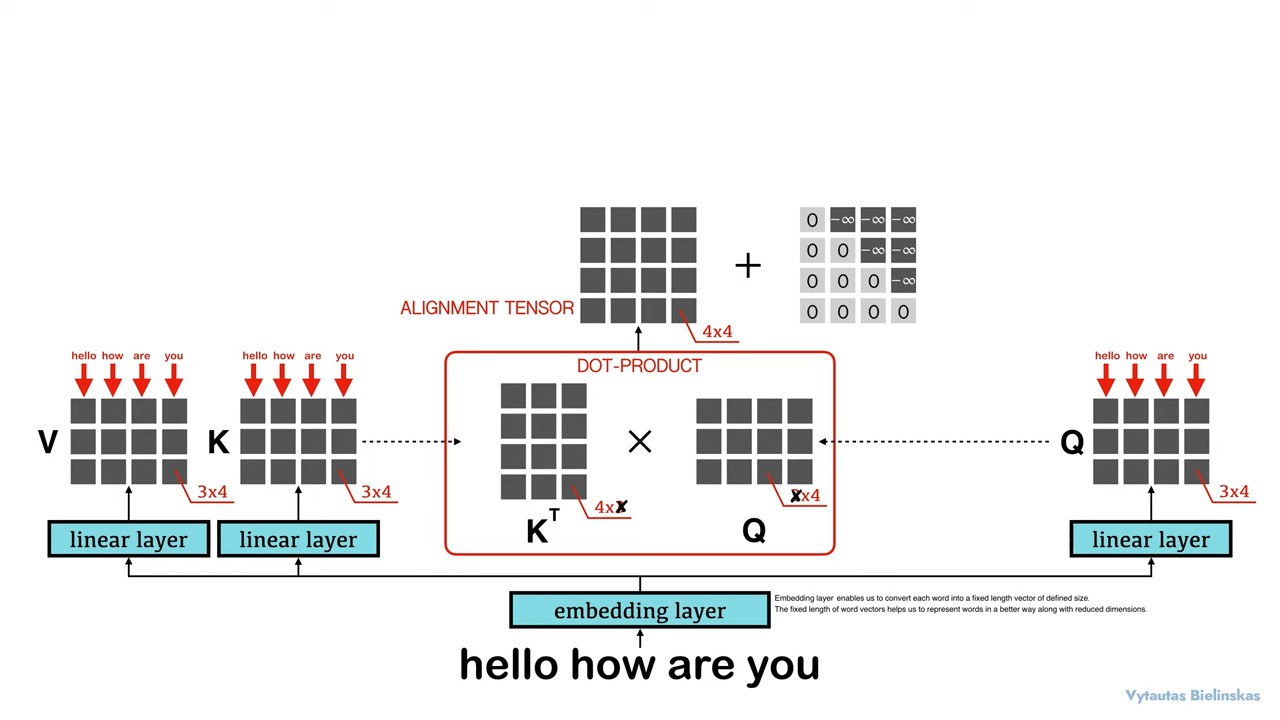 0 -∞ -∞ -∞
0 0 -∞ -∞
0 0 0 -∞
0 0 0 0
+
ALIGNMENT TENSOR
4x4
hello how are you
hello how are you
hello how are you
DOT-PRODUCT
V
K
×
Q
3x4
3x4
4x
x4
3x4
K^T
Q
linear layer
linear layer
linear layer
embedding layer
Embedding layer enables us to convert each word into a fixed length vector of defined size.
The fixed length of word vectors helps us to represent words in a better way along with reduced dimensions.
hello how are you
Vytautas Bielinskas